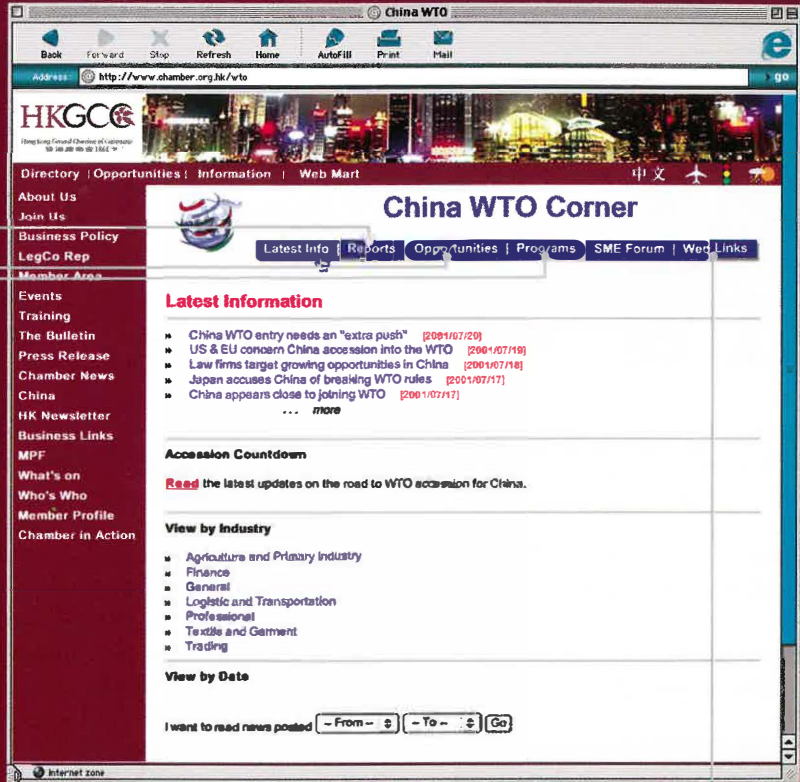 China WTO
Back Forward Stop Refresh Home AutoFill Print Mail
Address: http://www.chamber.org.hk/wto go
HKGCC
Hong Kong General Chamber of Commerce
Directory | Opportunities | Information | Web Mart 中文
About Us
Join Us
Business Policy
LegCo Rep
Member Area
Events
Training
The Bulletin
Press Release
Chamber News
China
HK Newsletter
Business Links
MPF
What's on
Who's Who
Member Profile
Chamber in Action
China WTO Corner
Latest Info | Reports | Opportunities | Programs | SME Forum | Web Links
Latest Information
China WTO entry needs an "extra push" [2001/07/20]
US & EU concern China accession into the WTO [2001/07/19]
Law firms target growing opportunities in China [2001/07/18]
Japan accuses China of breaking WTO rules [2001/07/17]
China appears close to joining WTO [2001/07/17]
... more
Accession Countdown
Read the latest updates on the road to WTO accession for China.
View by Industry
Agriculture and Primary Industry
Finance
General
Logistic and Transportation
Professional
Textile and Garment
Trading
View by Date
I want to read news posted -- From -- -- To -- Go
Internet zone